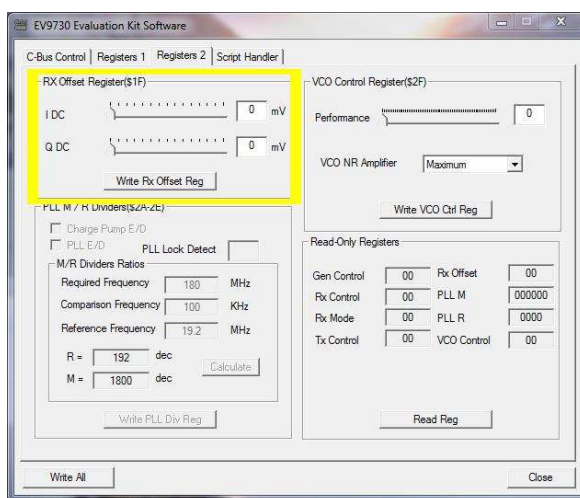 EV9730 Evaluation Kit Software
C-Bus Control Registers 1 Registers 2 Script Handler
RX Offset Register($1F)
I DC 0 mV
Q DC 0 mV
Write Rx Offset Reg
PLL M / R Dividers($2A-2E)
Charge Pump E/D
PLL E/D PLL Lock Detect
M/R Dividers Ratios
Required Frequency 180 MHz
Comparison Frequency 100 KHz
Reference Frequency 19.2 MHz
R = 192 dec
Calculate
M = 1800 dec
Write PLL Div Reg
VCO Control Register($2F)
Performance 0
VCO NR Amplifier Maximum
Write VCO Ctrl Reg
Read-Only Registers
Gen Control 00 Rx Offset 00
Rx Control 00 PLL M 000000
Rx Mode 00 PLL R 0000
Tx Control 00 VCO Control 00
Read Reg
Write All Close